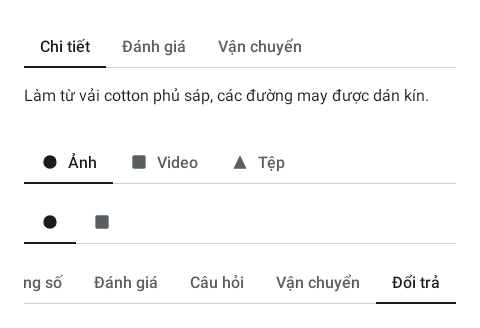 Chi tiết Đánh giá Vận chuyển
Làm từ vải cotton phủ sáp, các đường may được dán kín.
Ảnh Video Tệp
ng số Đánh giá Câu hỏi Vận chuyển Đổi trả